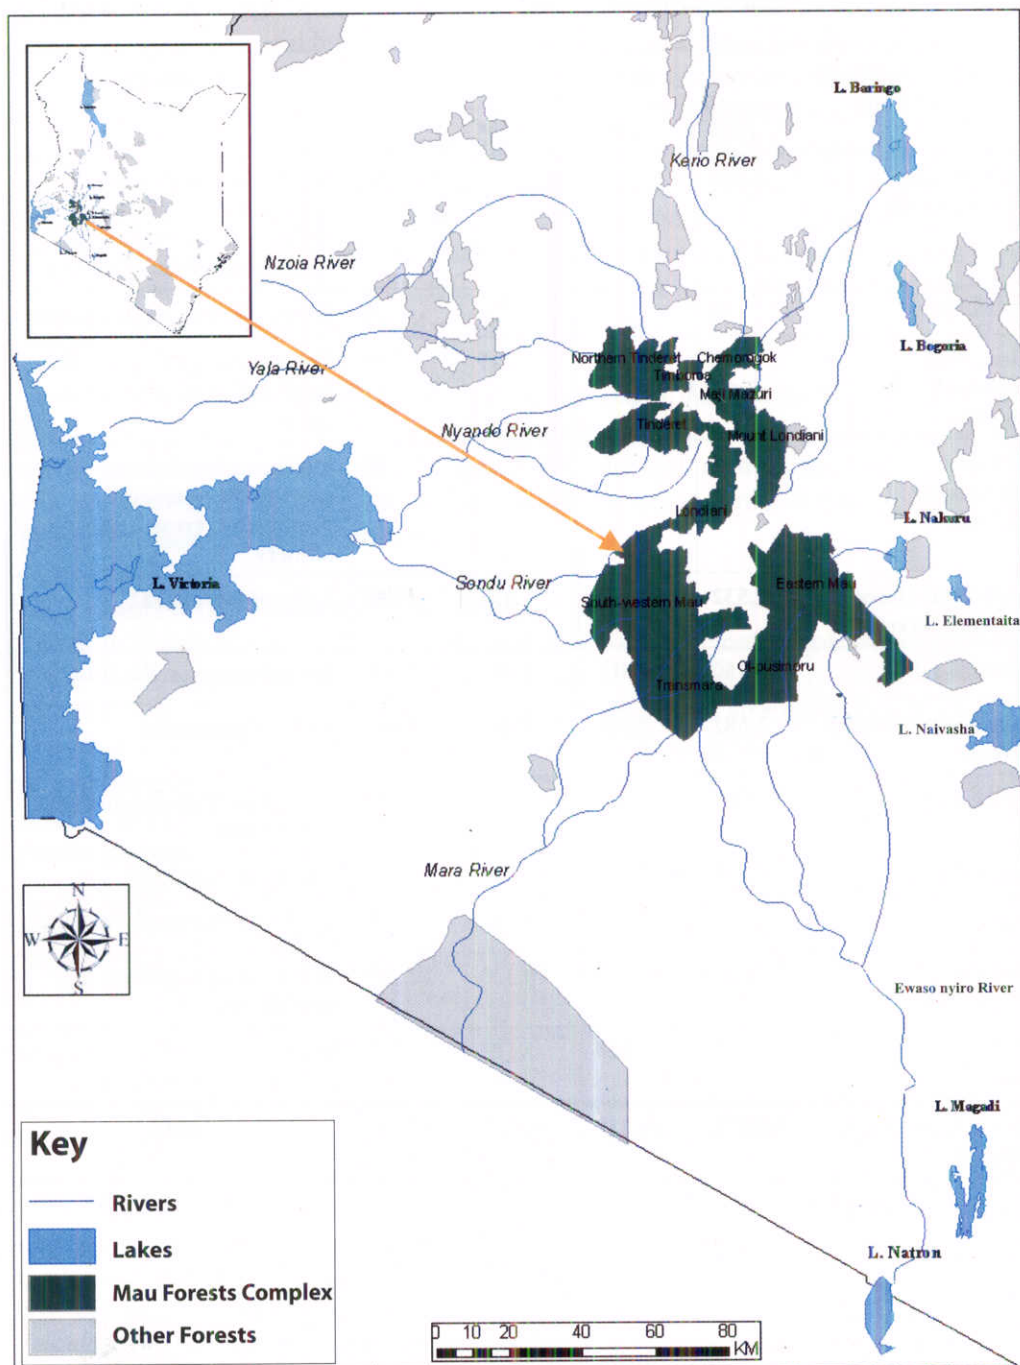 L. Baringo
Kerio River
Nzoia River
L. Bogoria
Northern Tinderet
Chemorogok
Timboroa
Yala River
Maji Mazuri
Nyando River
Tinderet
Mount Londiani
Londiani
L. Nakuru
L. Victoria
Sondu River
South-western Mau
Eastern Mau
L. Elementaita
Ol-pusimoru
Transmara
L. Naivasha
Mara River
N
W
E
S
Ewaso nyiro River
L. Magadi
Key
Rivers
Lakes
Mau Forests Complex
Other Forests
L. Natron
0 10 20 40 60 80
KM